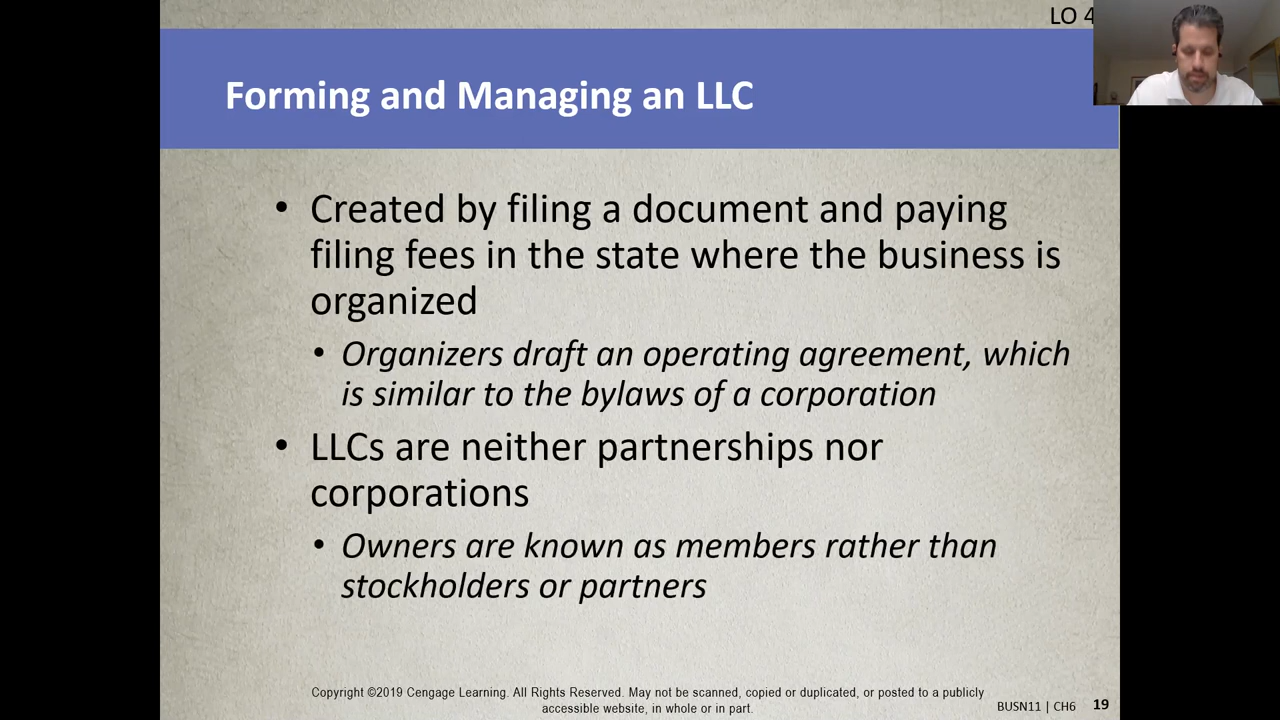 LO 4
Forming and Managing an LLC
• Created by filing a document and paying
filing fees in the state where the business is
organized
• Organizers draft an operating agreement, which
is similar to the bylaws of a corporation
• LLCs are neither partnerships nor
corporations
• Owners are known as members rather than
stockholders or partners
Copyright ©2019 Cengage Learning. All Rights Reserved. May not be scanned, copied or duplicated, or posted to a publicly
accessible website, in whole or in part.
BUSN11 | CH6 19